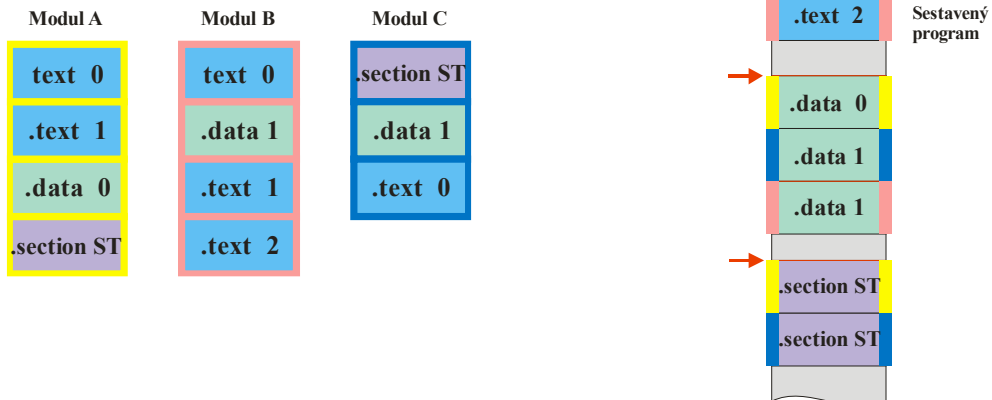 Modul A
text 0
.text 1
.data 0
.section ST
Modul B
text 0
.data 1
.text 1
.text 2
Modul C
.section ST
.data 1
.text 0
.text 2
Sestavený
program
.data 0
.data 1
.data 1
.section ST
.section ST